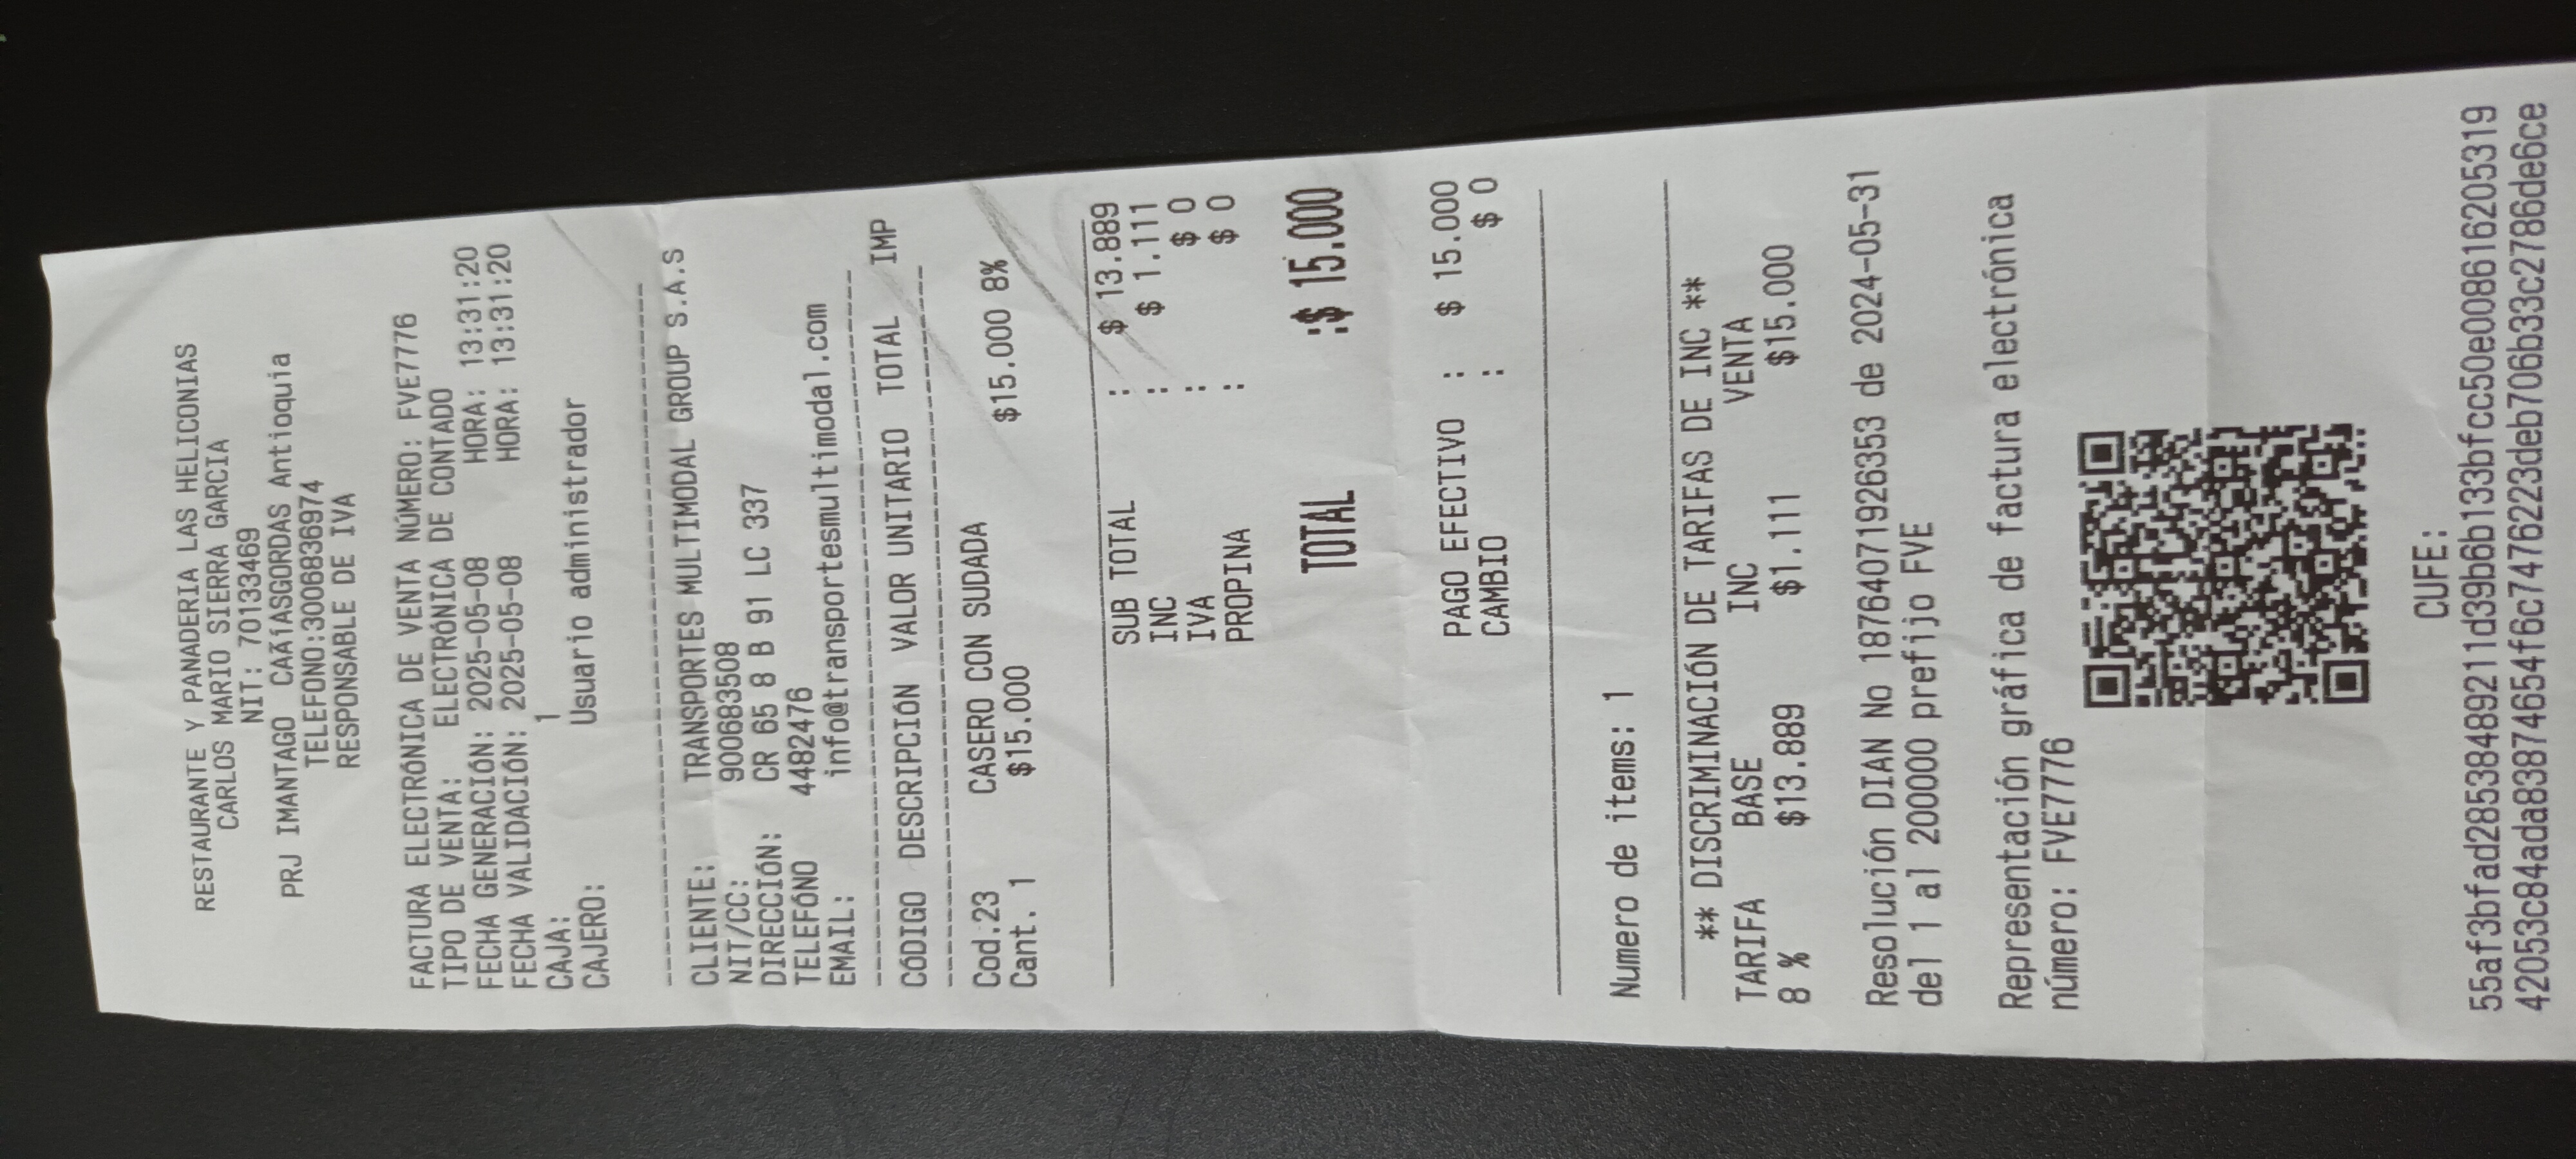 RESTAURANTE Y PANADERIA LAS HELICONIAS
CARLOS MARIO SIERRA GARCIA
NIT: 70133469
PRJ IMANTAGO CAÃ­ASGORDAS Antioquia
TELEFONO:3006836974
RESPONSABLE DE IVA
FACTURA ELECTRÓNICA DE VENTA NÚMERO: FVE7776
TIPO DE VENTA: ELECTRÓNICA DE CONTADO
FECHA GENERACIÓN: 2025-05-08 HORA: 13:31:20
FECHA VALIDACIÓN: 2025-05-08 HORA: 13:31:20
CAJA: 1
CAJERO: Usuario administrador
CLIENTE: TRANSPORTES MULTIMODAL GROUP S.A.S
NIT/CC: 900683508
DIRECCIÓN: CR 65 8 B 91 LC 337
TELEFÓNO 4482476
EMAIL: info@transportesmultimodal.com
CÓDIGO DESCRIPCIÓN VALOR UNITARIO TOTAL IMP
Cod.23 CASERO CON SUDADA
Cant. 1 $15.000 $15.000 8%
SUB TOTAL : $ 13.889
INC : $ 1.111
IVA : $ 0
PROPINA : $ 0
TOTAL :$ 15.000
PAGO EFECTIVO : $ 15.000
CAMBIO : $ 0
Número de items: 1
** DISCRIMINACIÓN DE TARIFAS DE INC **
TARIFA BASE INC VENTA
8 % $13.889 $1.111 $15.000
Resolución DIAN No 18764071926353 de 2024-05-31
del 1 al 200000 prefijo FVE
Representación gráfica de factura electrónica
número: FVE7776
CUFE:
55af3bfad28538489211d39b6b133bfcc50e0086162205319
42053c84ada83874654f6c7476223deb706b33c2786de6ce